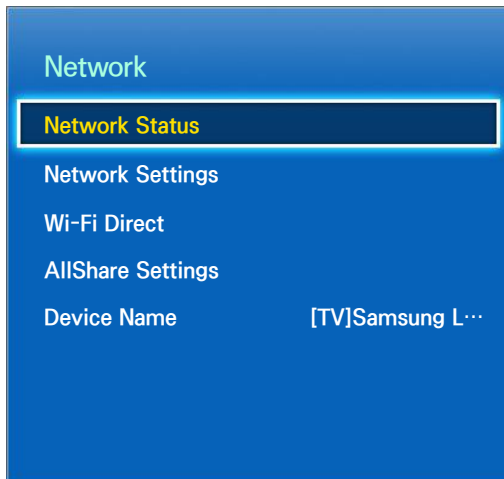 Network
Network Status
Network Settings
Wi-Fi Direct
AllShare Settings
Device Name [TV]Samsung L···